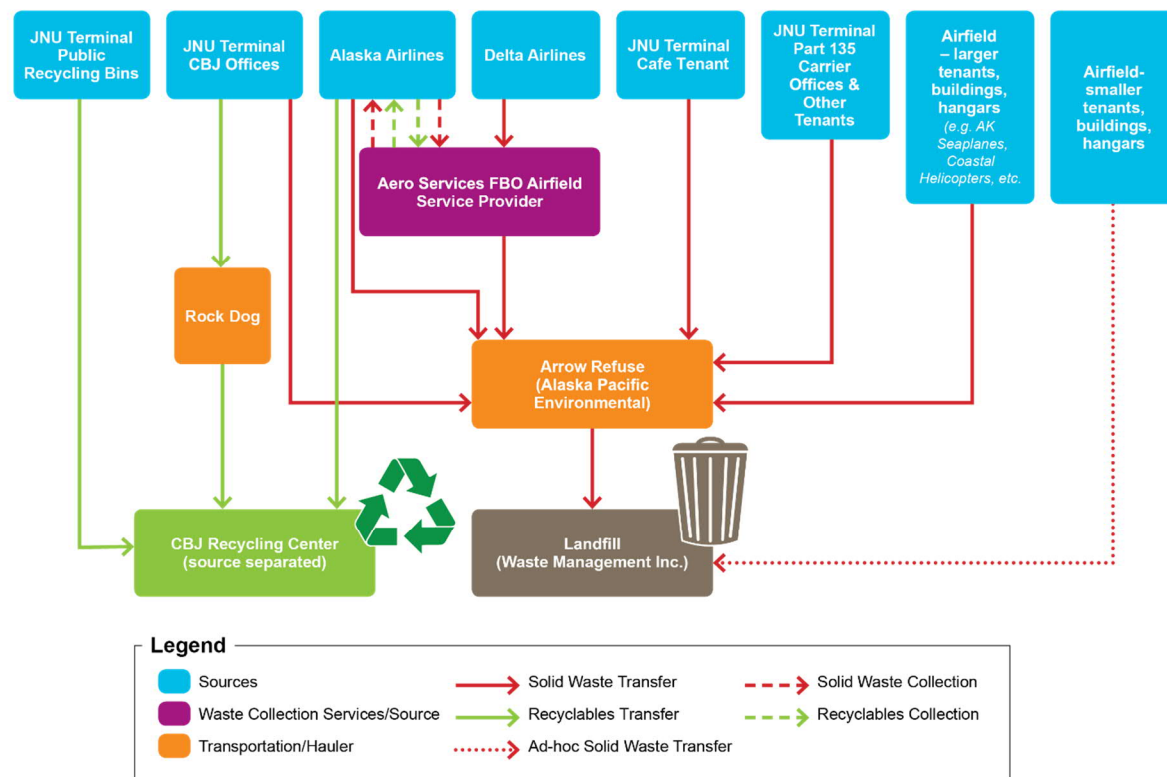 JNU Terminal
Public
Recycling Bins
JNU Terminal
CBJ Offices
Alaska Airlines
Delta Airlines
JNU Terminal
Cafe Tenant
JNU Terminal
Part 135
Carrier
Offices &
Other
Tenants
Airfield
– larger
tenants,
buildings,
hangars
(e.g. AK
Seaplanes,
Coastal
Helicopters, etc.
Airfield-
smaller
tenants,
buildings,
hangars
Aero Services FBO Airfield
Service Provider
Rock Dog
Arrow Refuse
(Alaska Pacific
Environmental)
CBJ Recycling Center
(source separated)
Landfill
(Waste Management Inc.)
Legend
Sources
Solid Waste Transfer
Solid Waste Collection
Waste Collection Services/Source
Recyclables Transfer
Recyclables Collection
Transportation/Hauler
Ad-hoc Solid Waste Transfer